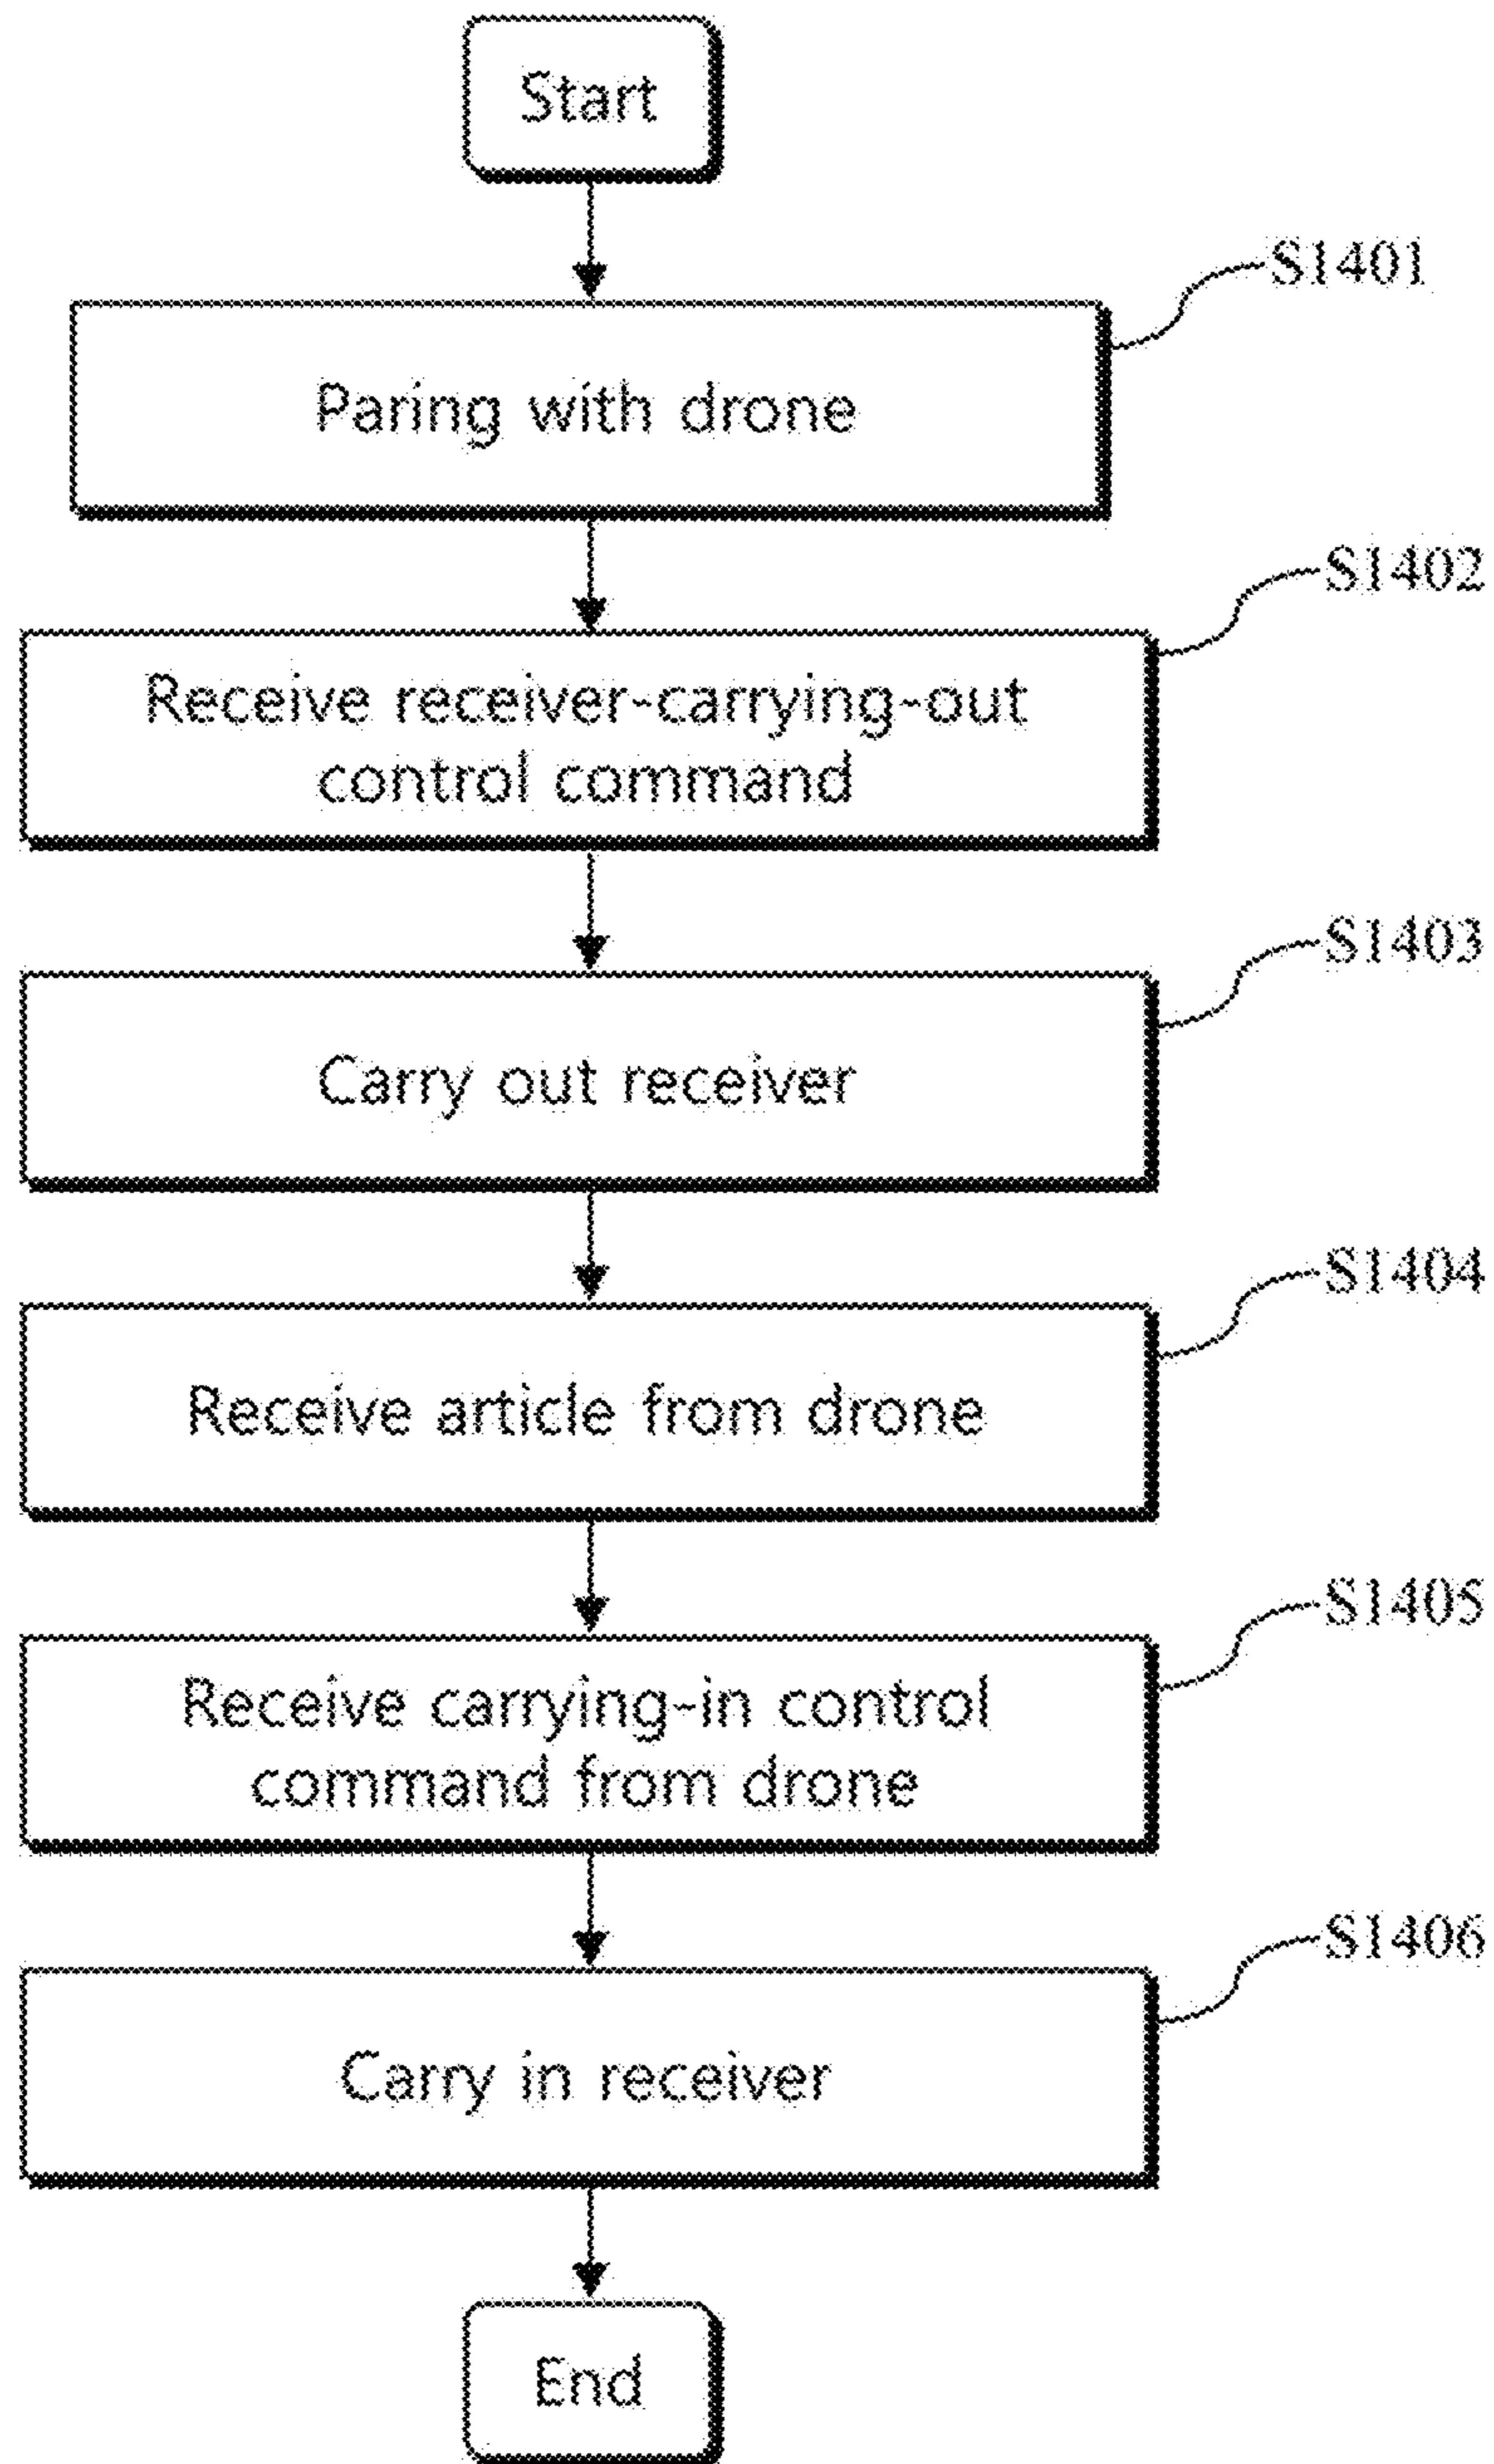 Start
S1401
Paring with drone
S1402
Receive receiver-carrying-out
control command
S1403
Carry out receiver
S1404
Receive article from drone
S1405
Receive carrying-in control
command from drone
S1406
Carry in receiver
End